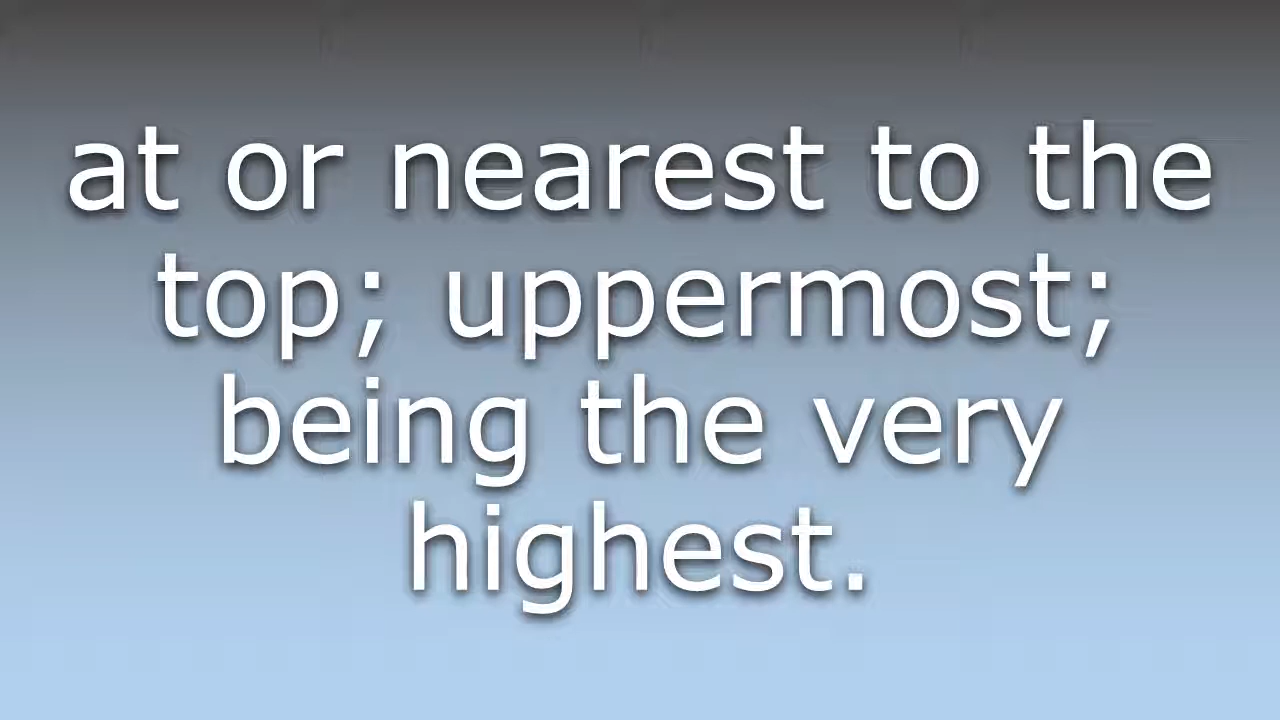 at or nearest to the
top; uppermost;
being the very
highest.